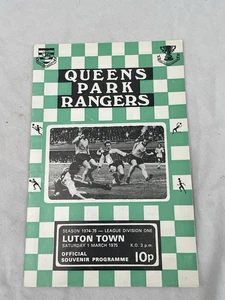 QUEENS
PARK
RANGERS
SEASON 1974-75 — LEAGUE DIVISION ONE
LUTON TOWN
SATURDAY 1 MARCH 1975 K.O. 3 p.m.
OFFICIAL
SOUVENIR PROGRAMME 10p